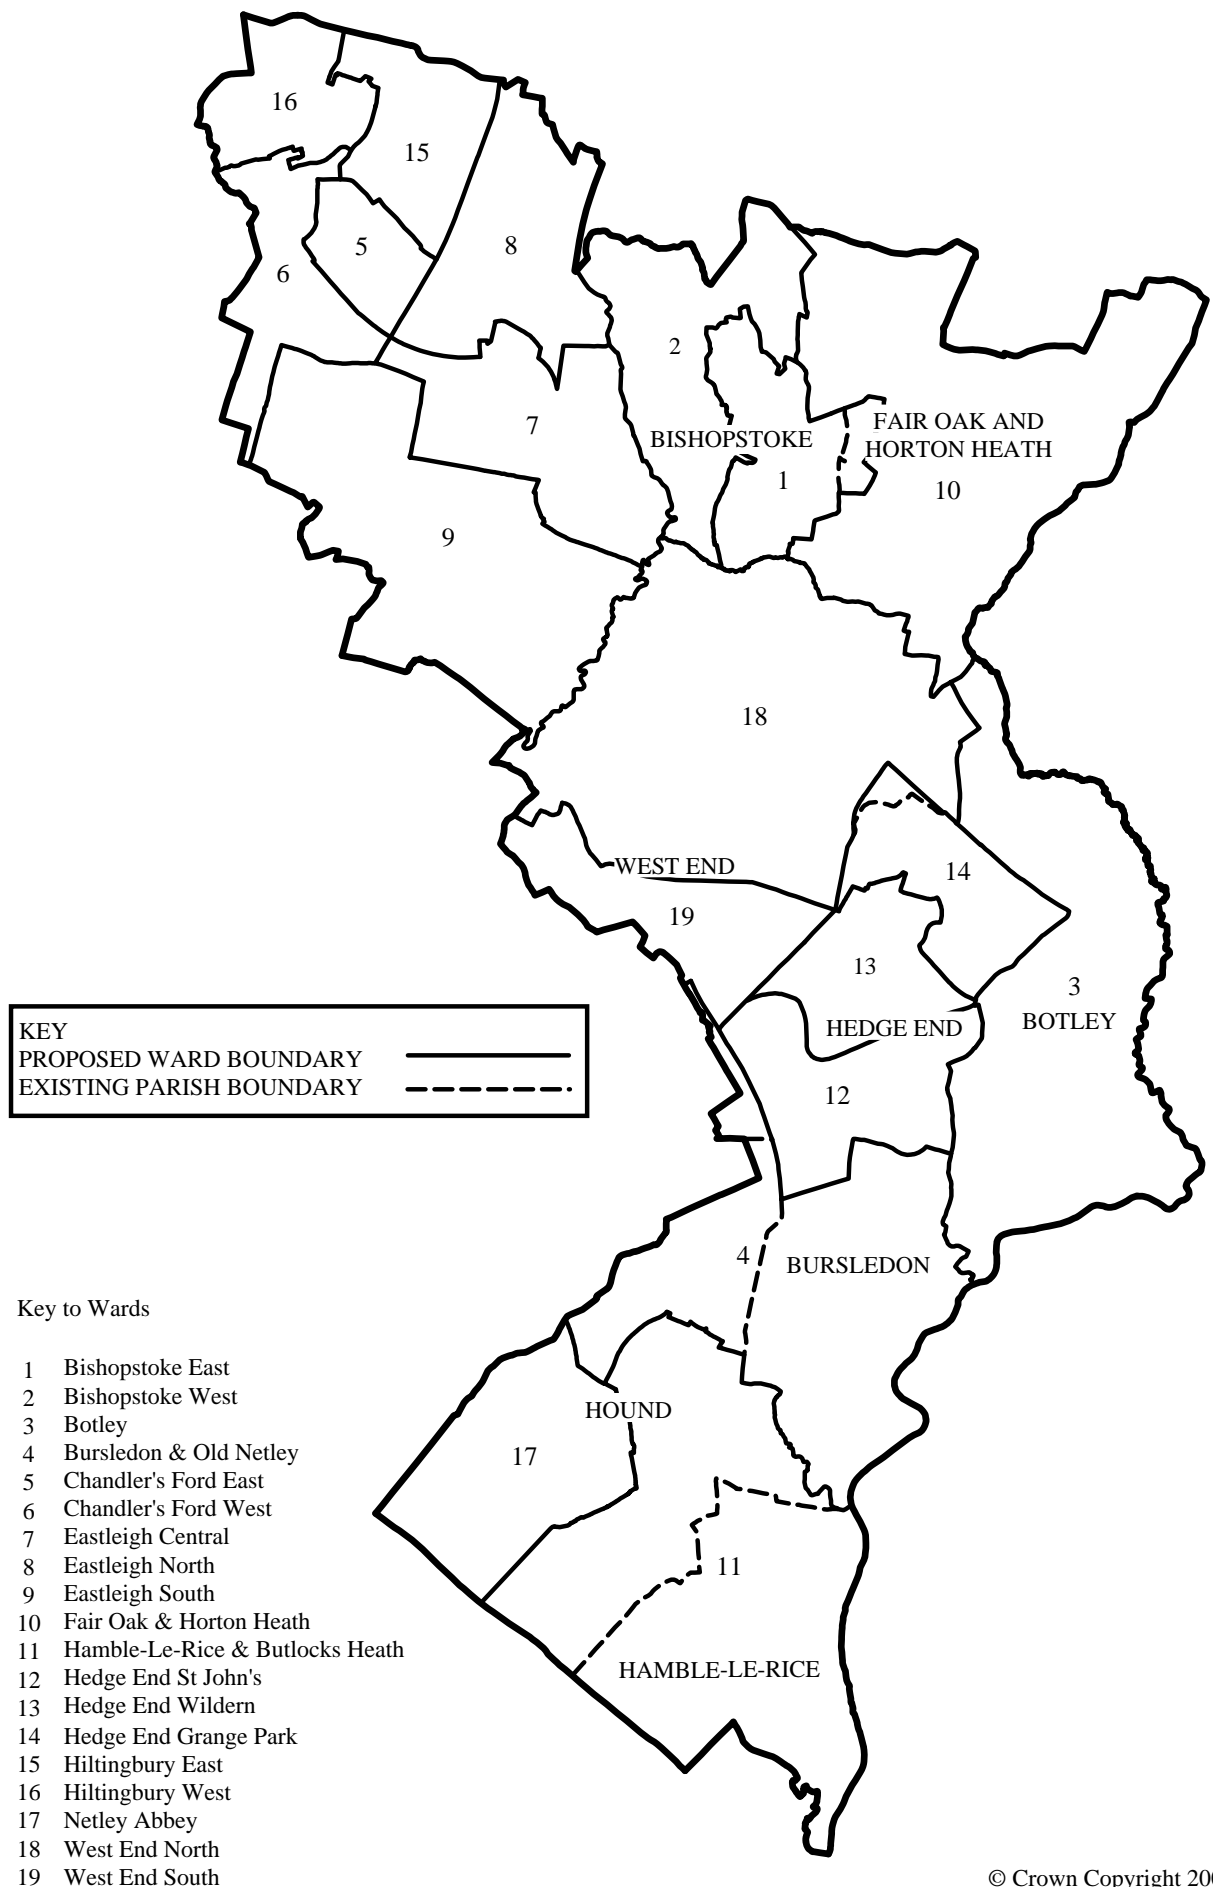 16
15
5
8
6
2
7
BISHOPSTOKE
FAIR OAK AND
HORTON HEATH
1
10
9
18
WEST END
14
19
13
3
BOTLEY
HEDGE END
KEY
PROPOSED WARD BOUNDARY
EXISTING PARISH BOUNDARY
12
4
BURSLEDON
HOUND
17
11
HAMBLE-LE-RICE
Key to Wards
1 Bishopstoke East
2 Bishopstoke West
3 Botley
4 Bursledon & Old Netley
5 Chandler's Ford East
6 Chandler's Ford West
7 Eastleigh Central
8 Eastleigh North
9 Eastleigh South
10 Fair Oak & Horton Heath
11 Hamble-Le-Rice & Butlocks Heath
12 Hedge End St John's
13 Hedge End Wildern
14 Hedge End Grange Park
15 Hiltingbury East
16 Hiltingbury West
17 Netley Abbey
18 West End North
19 West End South
© Crown Copyright